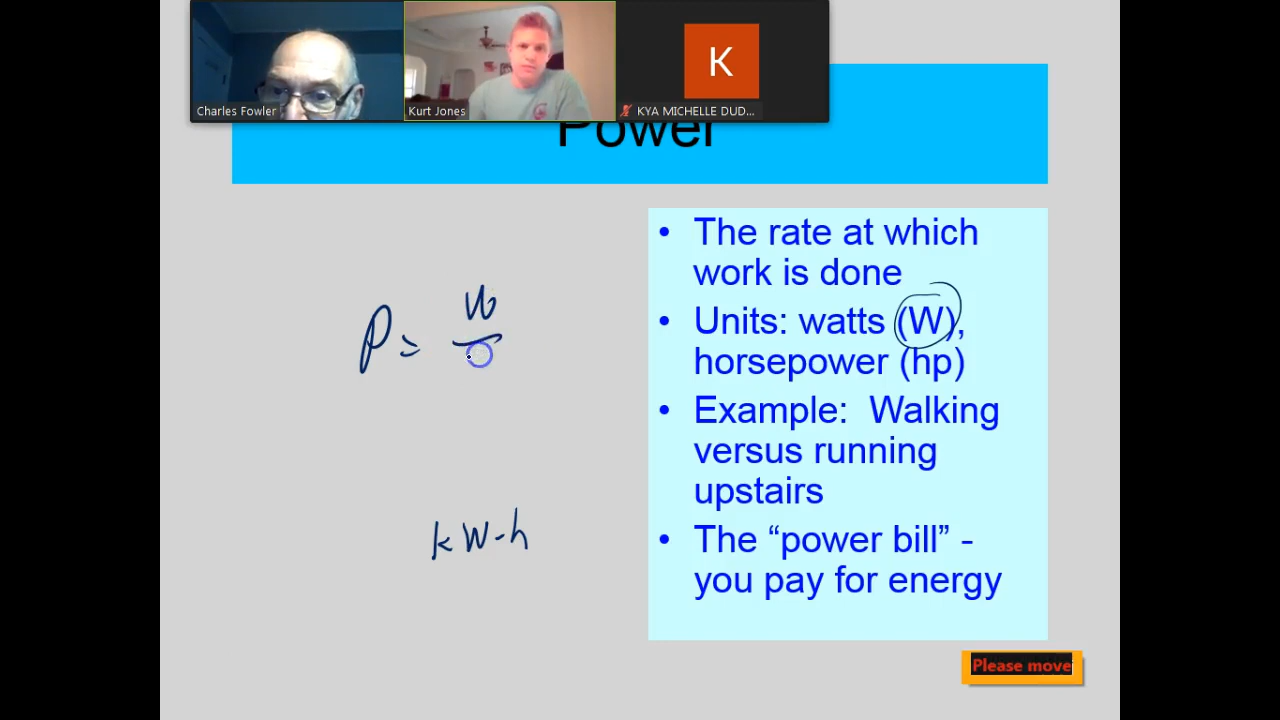 Charles Fowler
Kurt Jones
K
KYA MICHELLE DUD...
Power
• The rate at which
work is done
• Units: watts (W),
horsepower (hp)
• Example: Walking
versus running
upstairs
• The “power bill” -
you pay for energy
P = W
kW-h
Please move